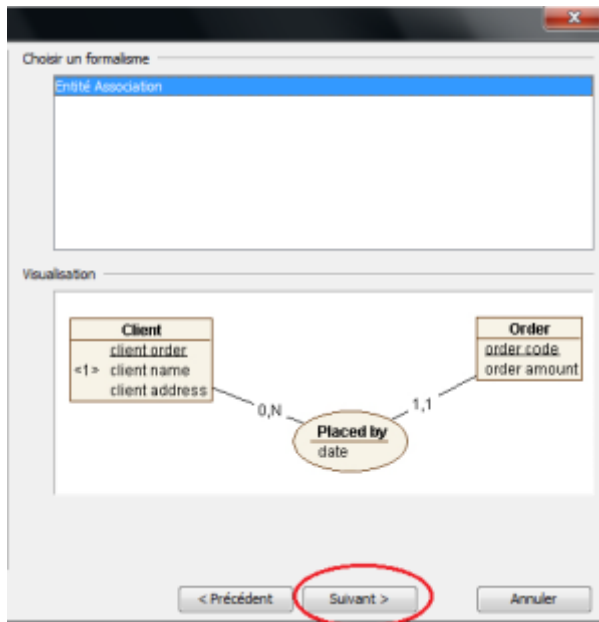 Choisir un formalisme
Entité Association
Visualisation
Client
client order
<1> client name
client address
Order
order code
order amount
0,N
1,1
Placed by
date
< Précédent
Suivant >
Annuler